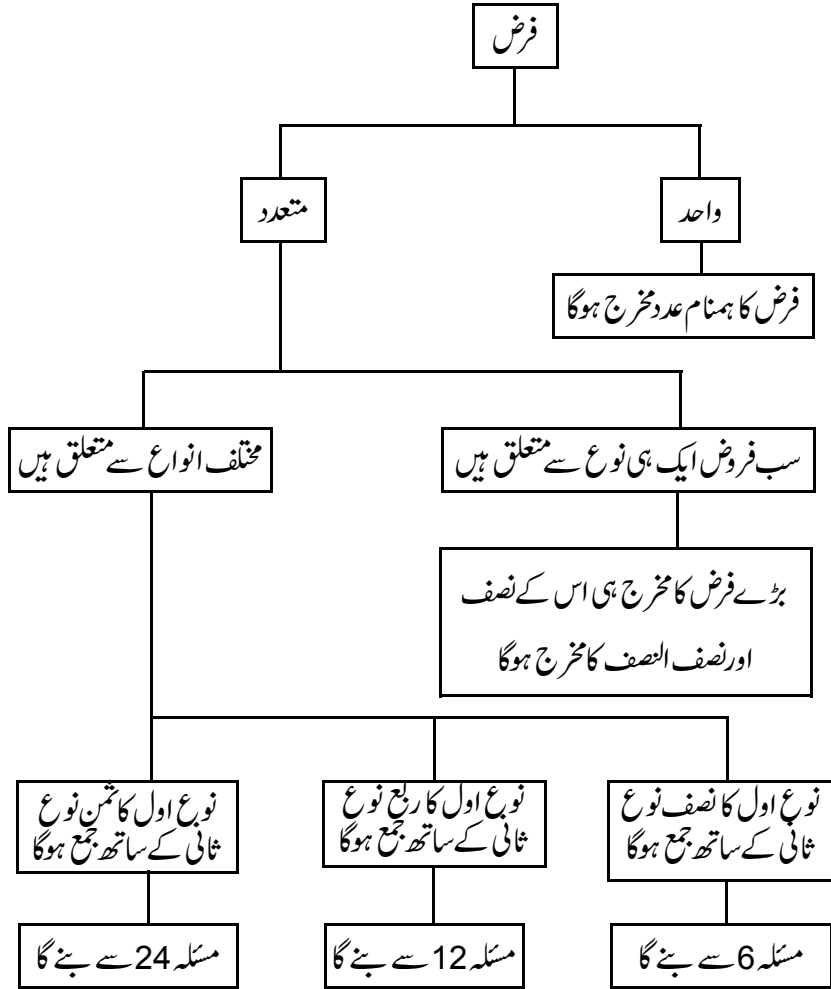 فرض
واحد
متعدد
فرض کا ہمنام عدد مخرج ہوگا
سب فروض ایک ہی نوع سے متعلق ہیں
مختلف انواع سے متعلق ہیں
بڑے فرض کا مخرج ہی اس کے نصف
اور نصف النصف کا مخرج ہوگا
نوع اول کا نصف نوع
ثانی کے ساتھ جمع ہوگا
نوع اول کا ربع نوع
ثانی کے ساتھ جمع ہوگا
نوع اول کا ثمن نوع
ثانی کے ساتھ جمع ہوگا
مسئلہ 6 سے بنے گا
مسئلہ 12 سے بنے گا
مسئلہ 24 سے بنے گا